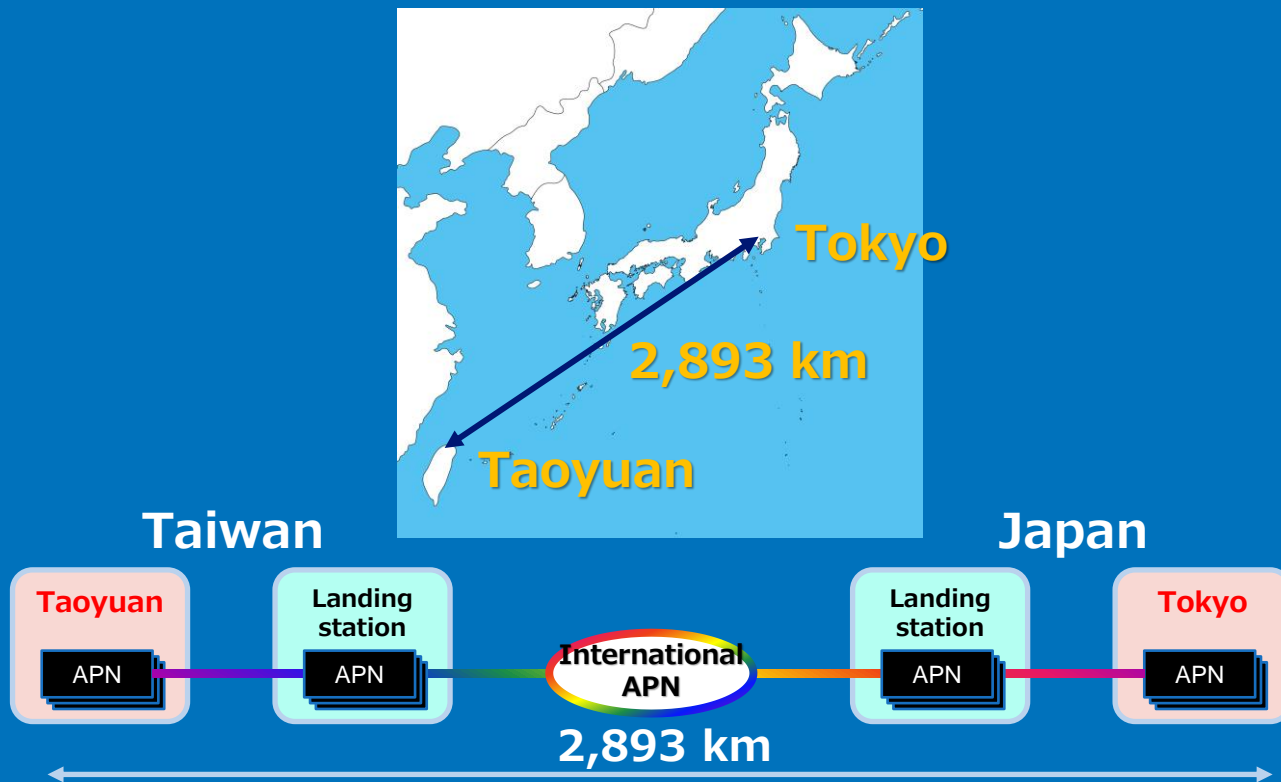 Tokyo
2,893 km
Taoyuan
Taiwan
Japan
Taoyuan
Landing
station
Landing
station
Tokyo
APN
APN
International
APN
APN
APN
2,893 km